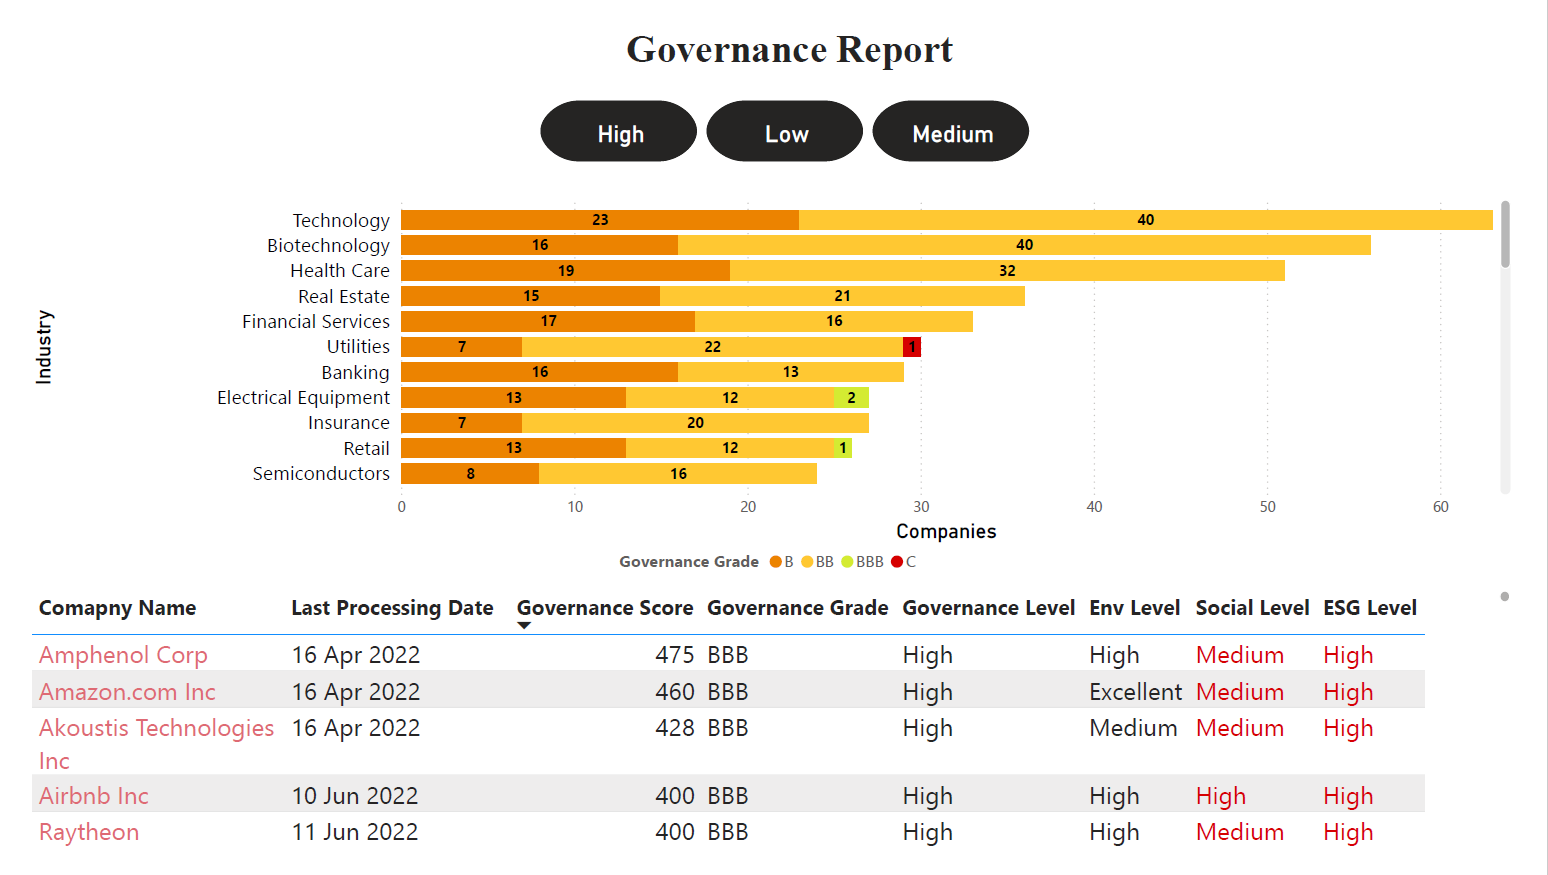 Governance Report
High Low Medium
Industry
Technology 23 40
Biotechnology 16 40
Health Care 19 32
Real Estate 15 21
Financial Services 17 16
Utilities 7 22 1
Banking 16 13
Electrical Equipment 13 12 2
Insurance 7 20
Retail 13 12 1
Semiconductors 8 16
0 10 20 30 40 50 60
Companies
Governance Grade B BB BBB C
Comapny Name Last Processing Date Governance Score Governance Grade Governance Level Env Level Social Level ESG Level
Amphenol Corp 16 Apr 2022 475 BBB High High Medium High
Amazon.com Inc 16 Apr 2022 460 BBB High Excellent Medium High
Akoustis Technologies 16 Apr 2022 428 BBB High Medium Medium High
Inc
Airbnb Inc 10 Jun 2022 400 BBB High High High High
Raytheon 11 Jun 2022 400 BBB High High Medium High